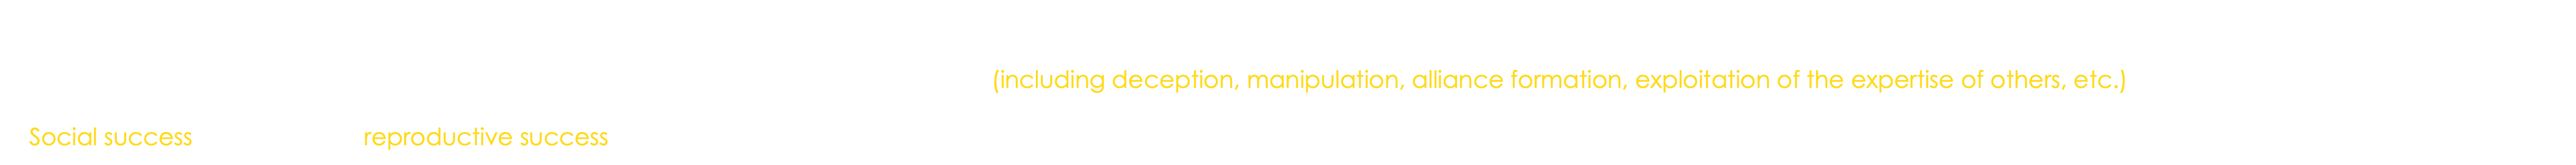 (including deception, manipulation, alliance formation, exploitation of the expertise of others, etc.)
Social success reproductive success